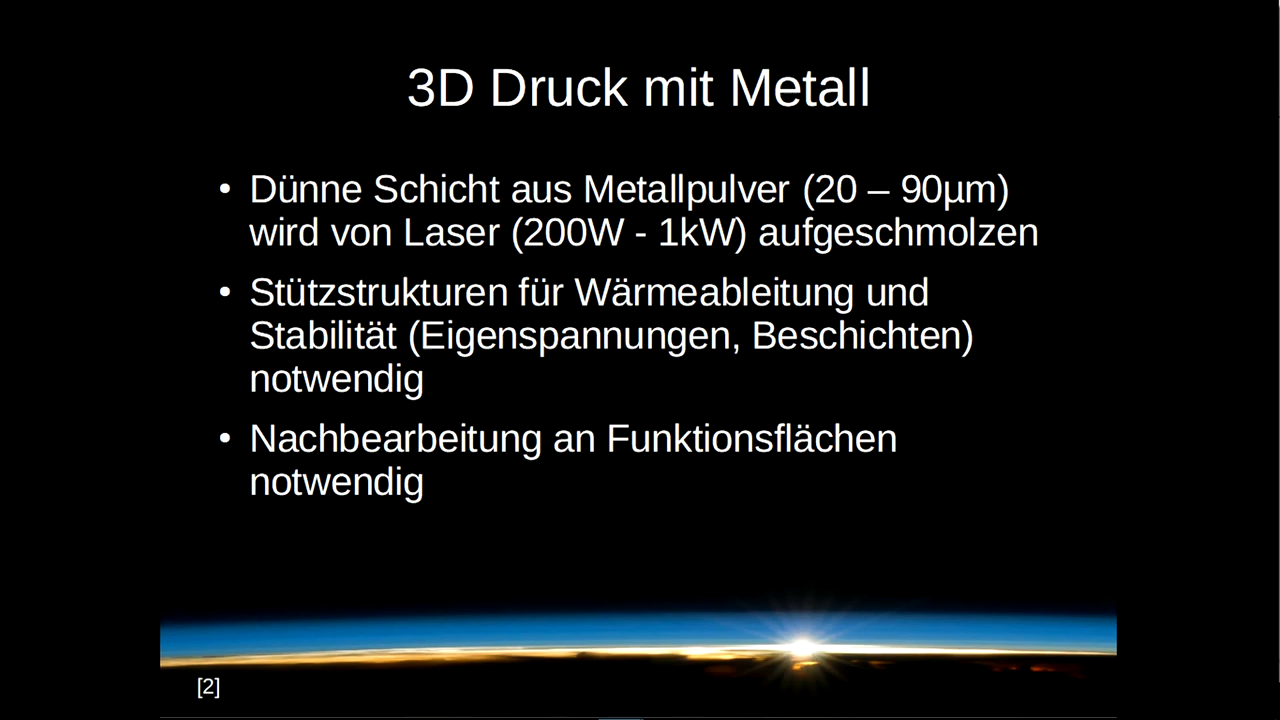 3D Druck mit Metall
• Dünne Schicht aus Metallpulver (20 – 90µm)
wird von Laser (200W - 1kW) aufgeschmolzen
• Stützstrukturen für Wärmeableitung und
Stabilität (Eigenspannungen, Beschichten)
notwendig
• Nachbearbeitung an Funktionsflächen
notwendig
[2]